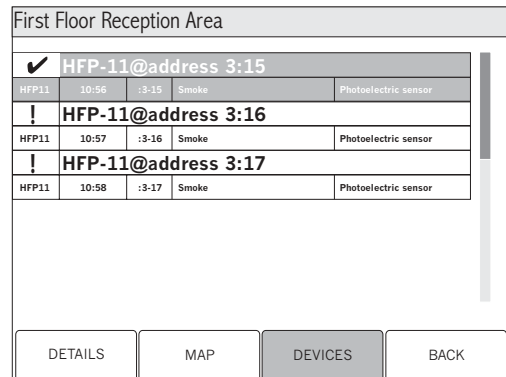 First Floor Reception Area
✔ HFP-11@address 3:15
HFP11 10:56 :3-15 Smoke Photoelectric sensor
! HFP-11@address 3:16
HFP11 10:57 :3-16 Smoke Photoelectric sensor
! HFP-11@address 3:17
HFP11 10:58 :3-17 Smoke Photoelectric sensor
DETAILS MAP DEVICES BACK